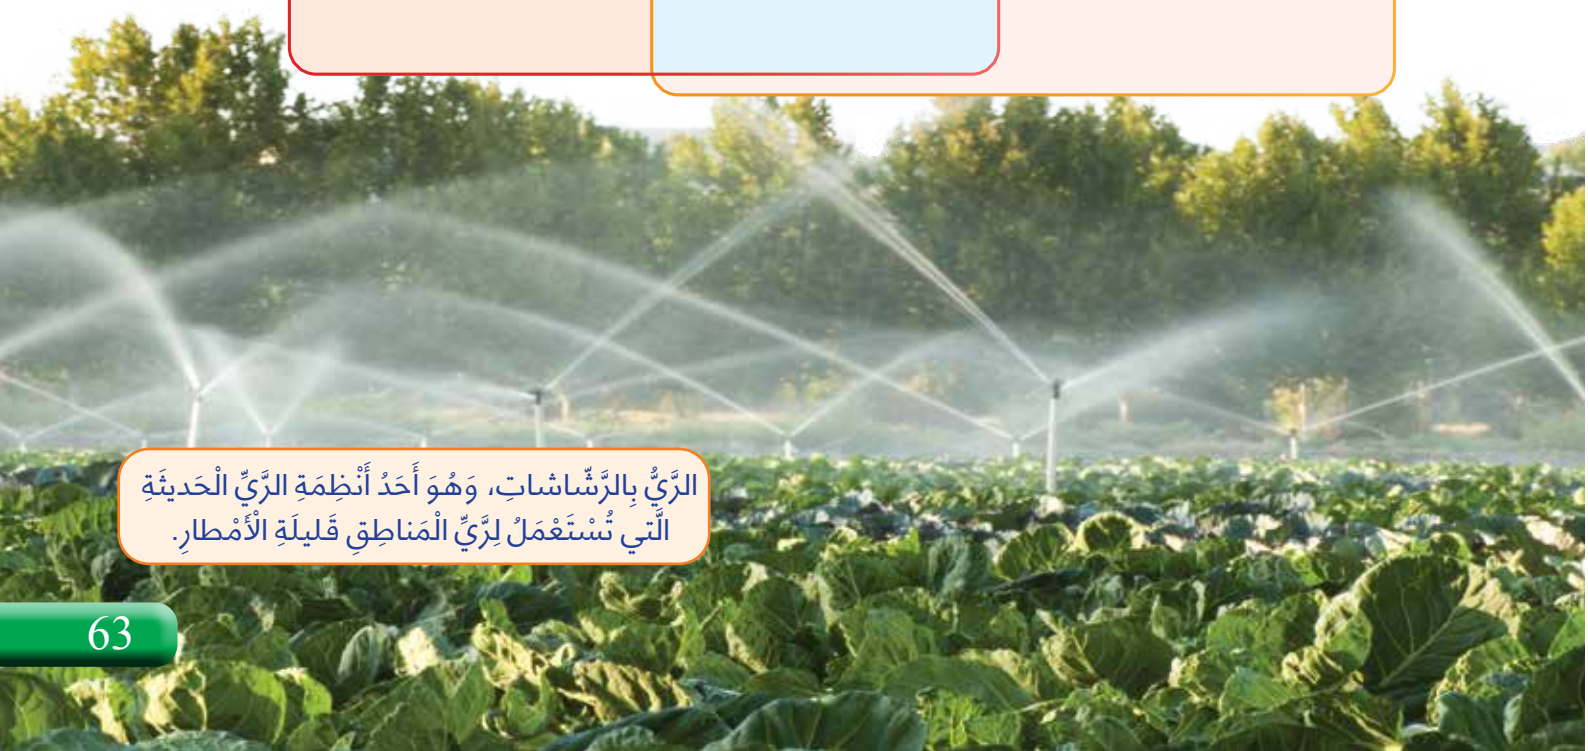 الرَّيُّ بِالرَّشّاشاتِ، وَهُوَ أَحَدُ أَنْظِمَةِ الرَّيِّ الْحَديثَةِ
الَّتي تُسْتَعْمَلُ لِرَّيِّ الْمَناطِقِ قَليلَةِ الْأَمْطارِ.
63